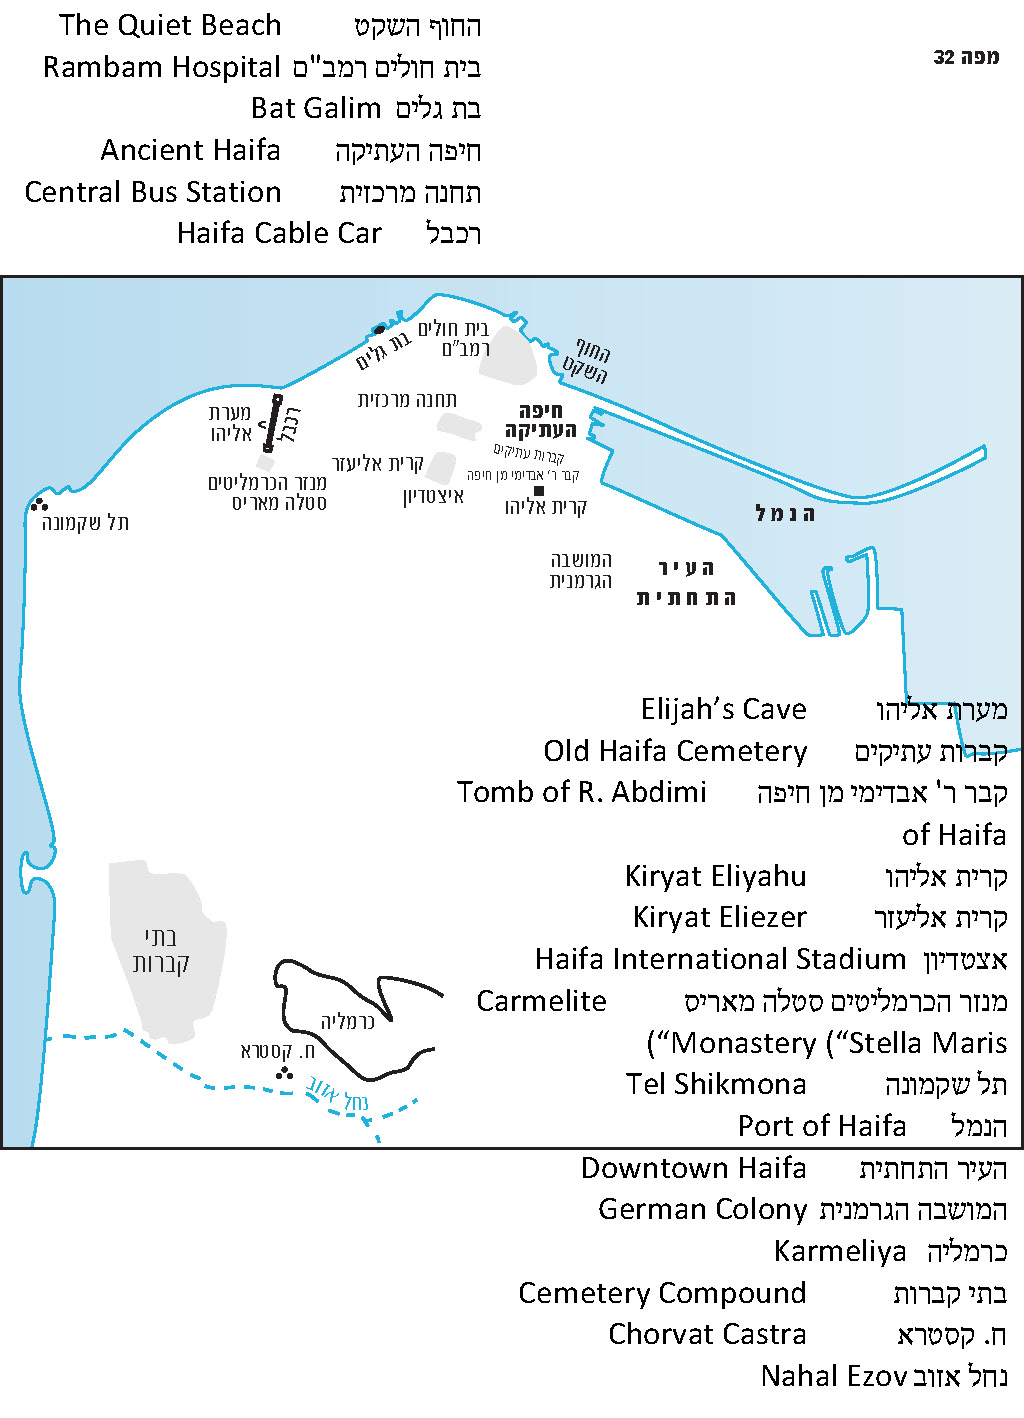 החוף השקט The Quiet Beach
בית חולים רמב"ם Rambam Hospital
בת גלים Bat Galim
חיפה העתיקה Ancient Haifa
תחנה מרכזית Central Bus Station
רכבל Haifa Cable Car
מפה 32
בית חולים
רמב"ם
בת גלים
החוף
השקט
תחנה מרכזית
חיפה
העתיקה
מערת
אליהו
רכבל
קברות עתיקים
קרית אליעזר
קבר ר' אבדימי מן חיפה
מנזר הכרמליטים
סטלה מאריס
איצטדיון
קרית אליהו
תל שקמונה
הנמל
המושבה
הגרמנית
העיר
התחתית
מערת אליהו Elijah’s Cave
קברות עתיקים Old Haifa Cemetery
קבר ר' אבדימי מן חיפה Tomb of R. Abdimi
of Haifa
קרית אליהו Kiryat Eliyahu
קרית אליעזר Kiryat Eliezer
אצטדיון Haifa International Stadium
מנזר הכרמליטים סטלה מאריס Carmelite
(“Monastery (“Stella Maris
תל שקמונה Tel Shikmona
הנמל Port of Haifa
העיר התחתית Downtown Haifa
המושבה הגרמנית German Colony
כרמליה Karmeliya
בתי קברות Cemetery Compound
ח. קסטרא Chorvat Castra
נחל אזוב Nahal Ezov
בתי
קברות
כרמליה
ח. קסטרא
נחל אזוב